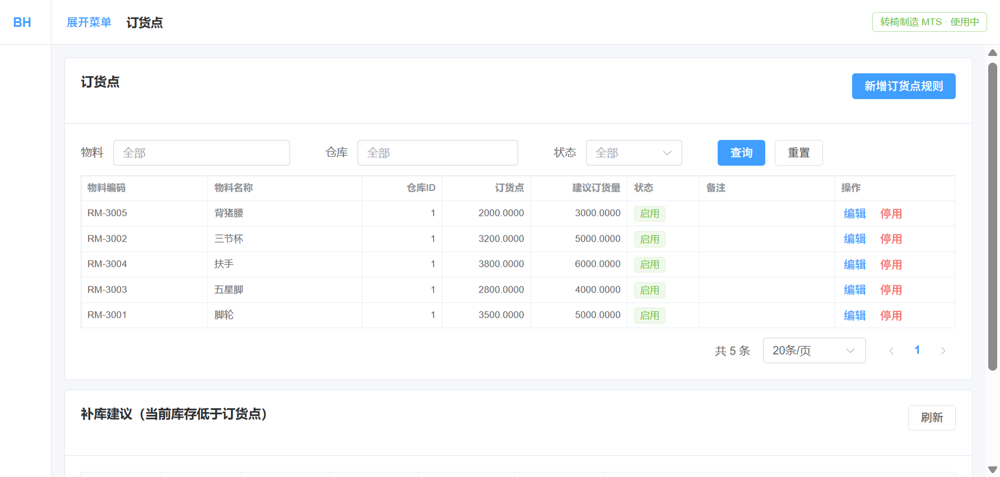 BH
展开菜单 订货点
转椅制造 MTS · 使用中
订货点
新增订货点规则
物料 全部 仓库 全部 状态 全部 查询 重置
物料编码 物料名称 仓库ID 订货点 建议订货量 状态 备注 操作
RM-3005 背猪腰 1 2000.0000 3000.0000 启用 编辑 停用
RM-3002 三节杯 1 3200.0000 5000.0000 启用 编辑 停用
RM-3004 扶手 1 3800.0000 6000.0000 启用 编辑 停用
RM-3003 五星脚 1 2800.0000 4000.0000 启用 编辑 停用
RM-3001 脚轮 1 3500.0000 5000.0000 启用 编辑 停用
共 5 条 20条/页 1
补库建议（当前库存低于订货点）
刷新